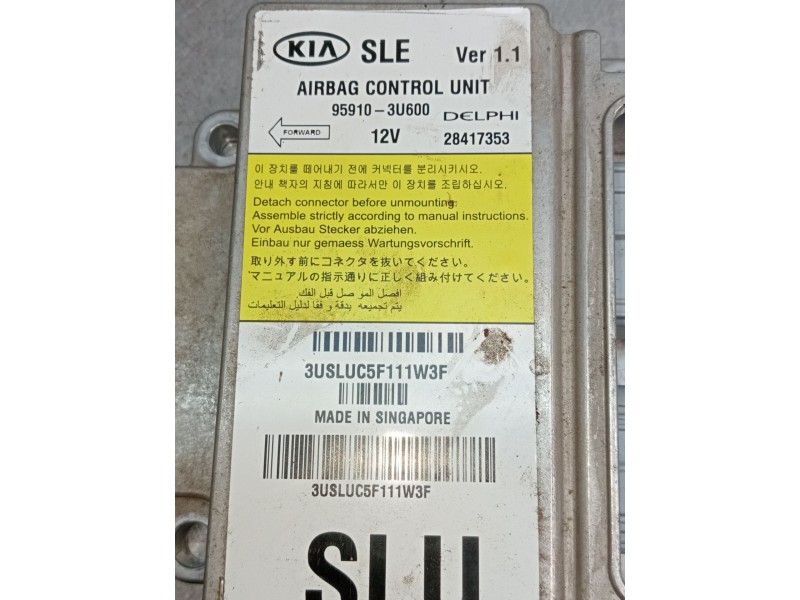 KIA SLE Ver 1.1
AIRBAG CONTROL UNIT
95910-3U600 DELPHI
FORWARD 12V 28417353
이 장치를 떼어내기 전에 커넥터를 분리시키시오.
안내 책자의 지침에 따라서만 이 장치를 조립하십시오.
Detach connector before unmounting.
Assemble strictly according to manual instructions.
Vor Ausbau Stecker abziehen.
Einbau nur gemaess Wartungsvorschrift.
取り外す前にコネクタを抜いてください。
マニュアルの指示通りに正しく組み付けてください。
افصل الموصل قبل الفك
يتم تجميعه بدقة وفقا لدليل التعليمات
3USLUC5F111W3F
MADE IN SINGAPORE
3USLUC5F111W3F
SLU